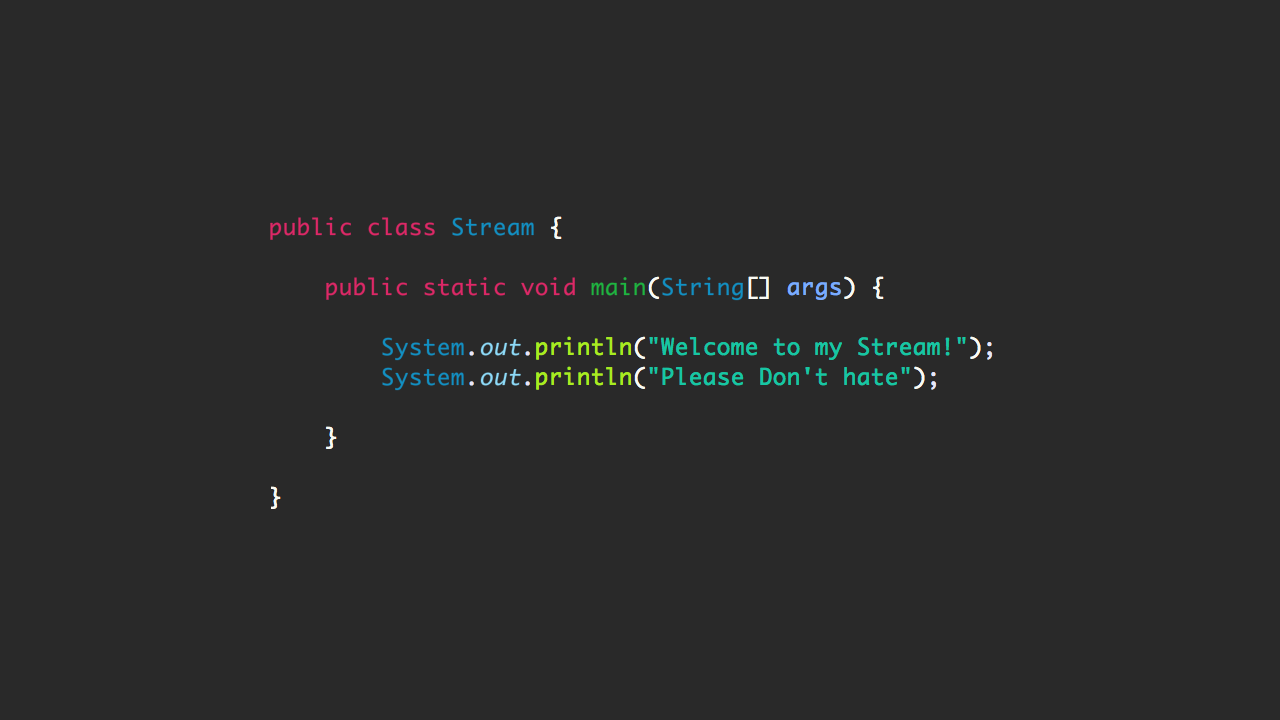 public class Stream {
public static void main(String[] args) {
System.out.println("Welcome to my Stream!");
System.out.println("Please Don't hate");
}
}